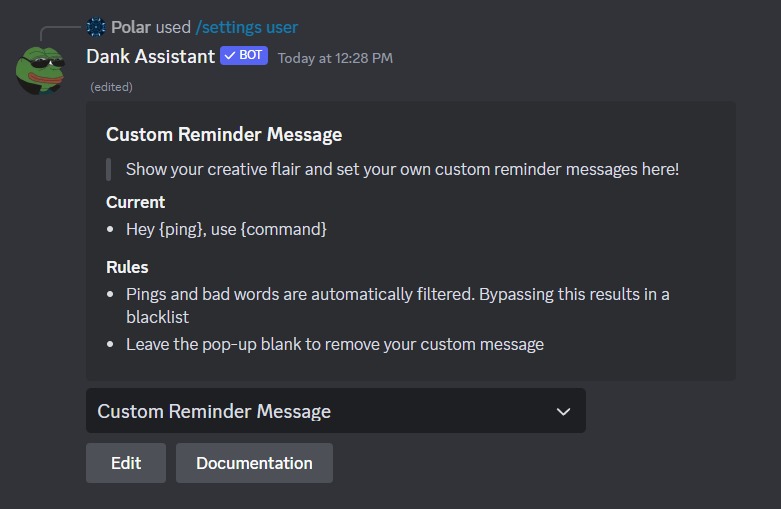 Polar used /settings user
Dank Assistant BOT Today at 12:28 PM
(edited)
Custom Reminder Message
Show your creative flair and set your own custom reminder messages here!
Current
• Hey {ping}, use {command}
Rules
• Pings and bad words are automatically filtered. Bypassing this results in a
blacklist
• Leave the pop-up blank to remove your custom message
Custom Reminder Message
Edit Documentation